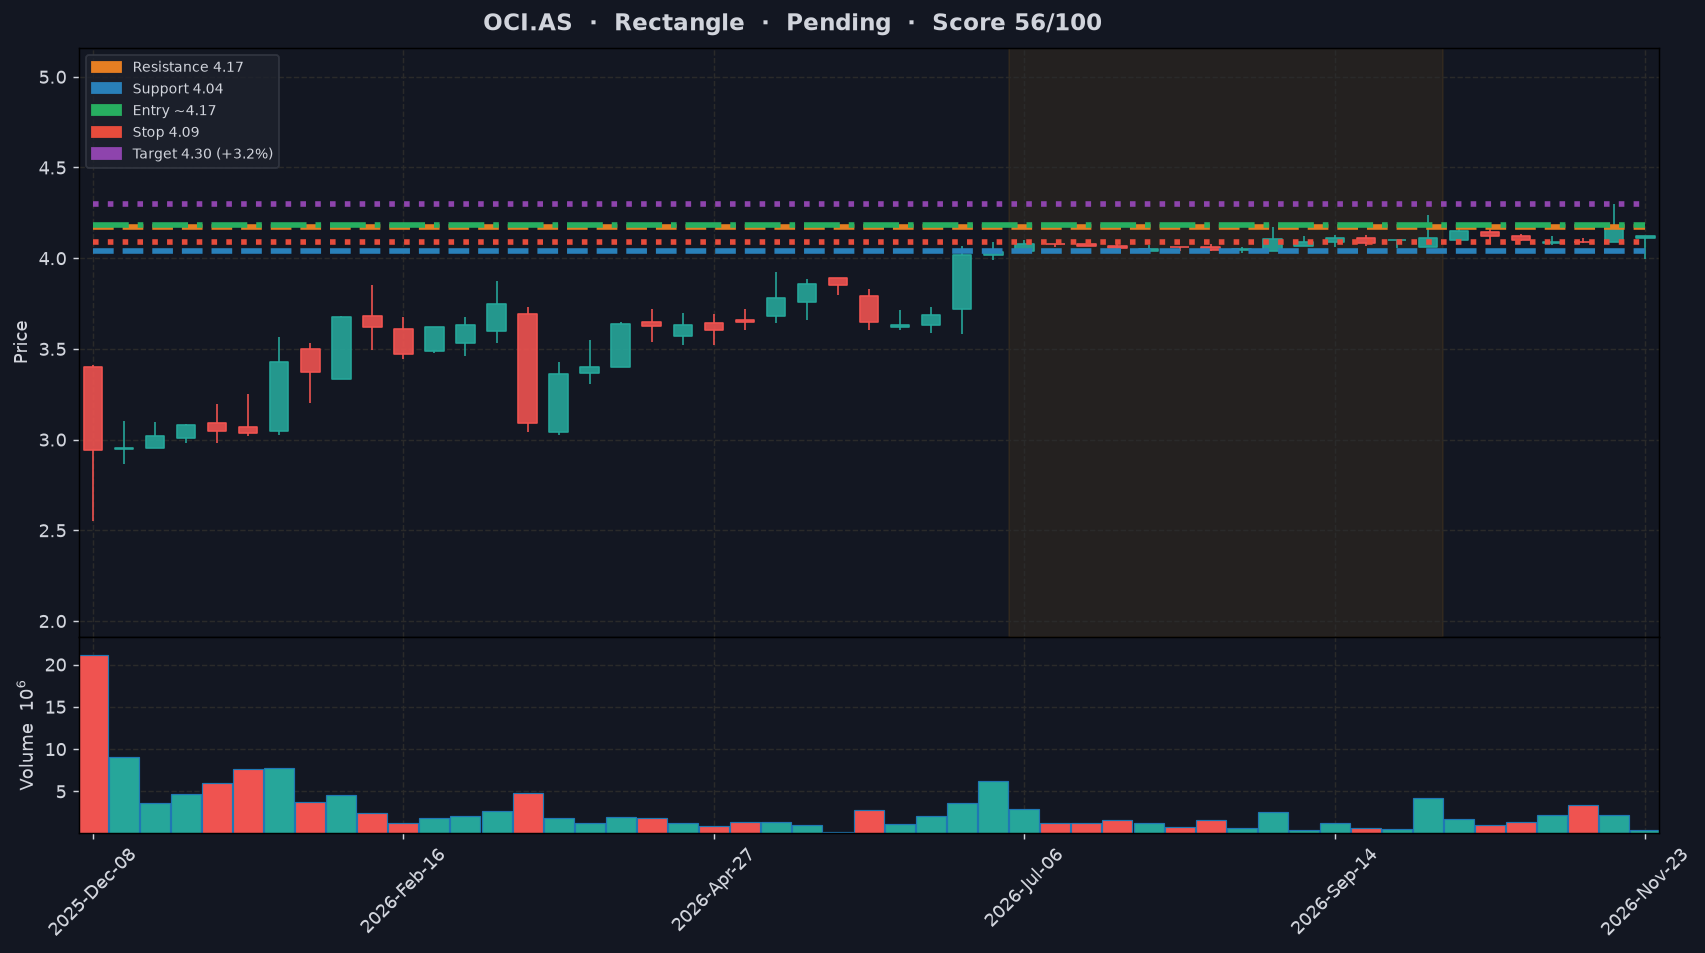 OCI.AS · Rectangle · Pending · Score 56/100
Resistance 4.17
Support 4.04
Entry ~4.17
Stop 4.09
Target 4.30 (+3.2%)
5.0
4.5
4.0
3.5
3.0
2.5
2.0
Price
20
15
10
5
Volume 10⁶
2025-Dec-08
2026-Feb-16
2026-Apr-27
2026-Jul-06
2026-Sep-14
2026-Nov-23